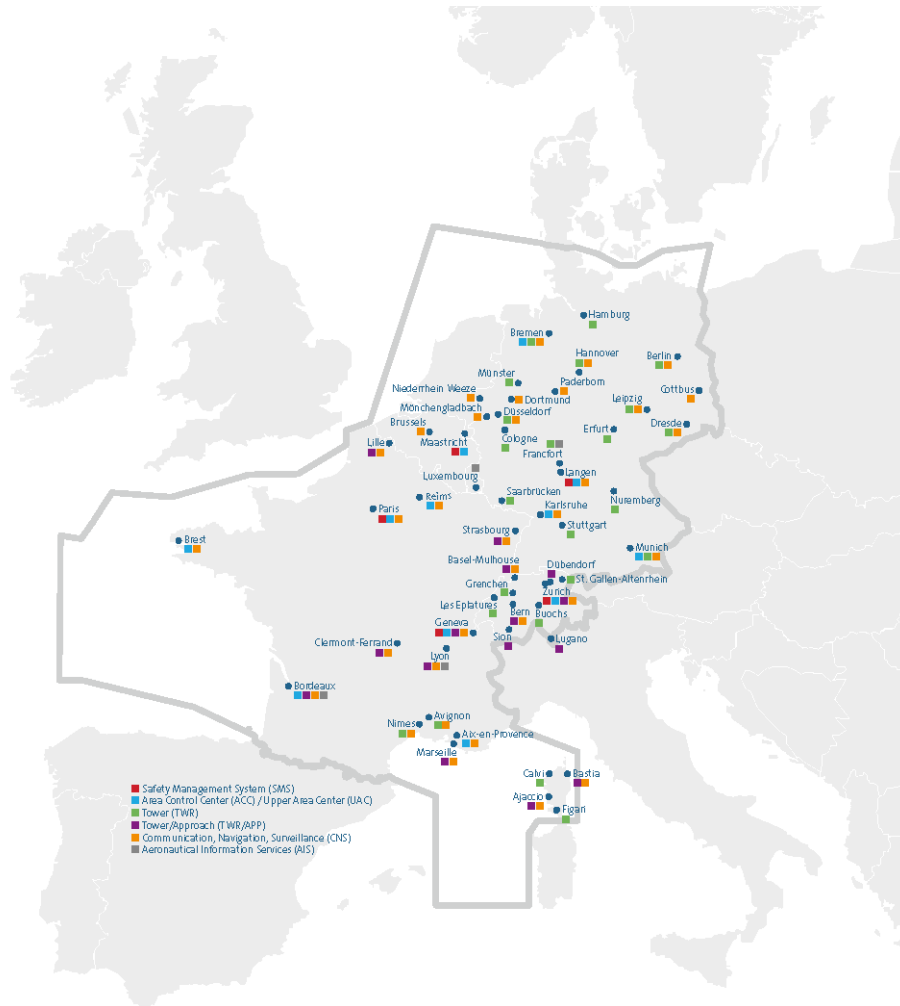 Hamburg
Bremen
Hannover
Berlin
Münster
Paderborn
Cottbus
Niederrhein Weeze
Dortmund
Leipzig
Mönchengladbach
Düsseldorf
Brussels
Dresde
Erfurt
Lille
Maastricht
Cologne
Francfort
Langen
Luxembourg
Saarbrücken
Nuremberg
Reims
Karlsruhe
Paris
Stuttgart
Strasbourg
Brest
Munich
Basel-Mulhouse
Dübendorf
St. Gallen-Altenrhein
Grenchen
Zurich
Les Eplatures
Bern
Buochs
Geneva
Sion
Lugano
Clermont-Ferrand
Lyon
Bordeaux
Avignon
Nimes
Aix-en-Provence
Marseille
Calvi
Bastia
Ajaccio
Figari
Safety Management System (SMS)
Area Control Center (ACC) / Upper Area Center (UAC)
Tower (TWR)
Tower/Approach (TWR/APP)
Communication, Navigation, Surveillance (CNS)
Aeronautical Information Services (AIS)